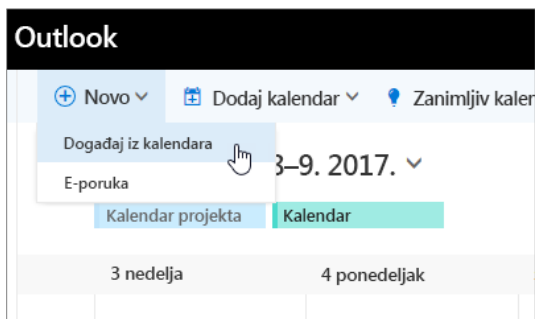 Outlook
Novo Dodaj kalendar Zanimljiv kalen
Događaj iz kalendara
E-poruka
3–9. 2017.
Kalendar projekta Kalendar
3 nedelja 4 ponedeljak